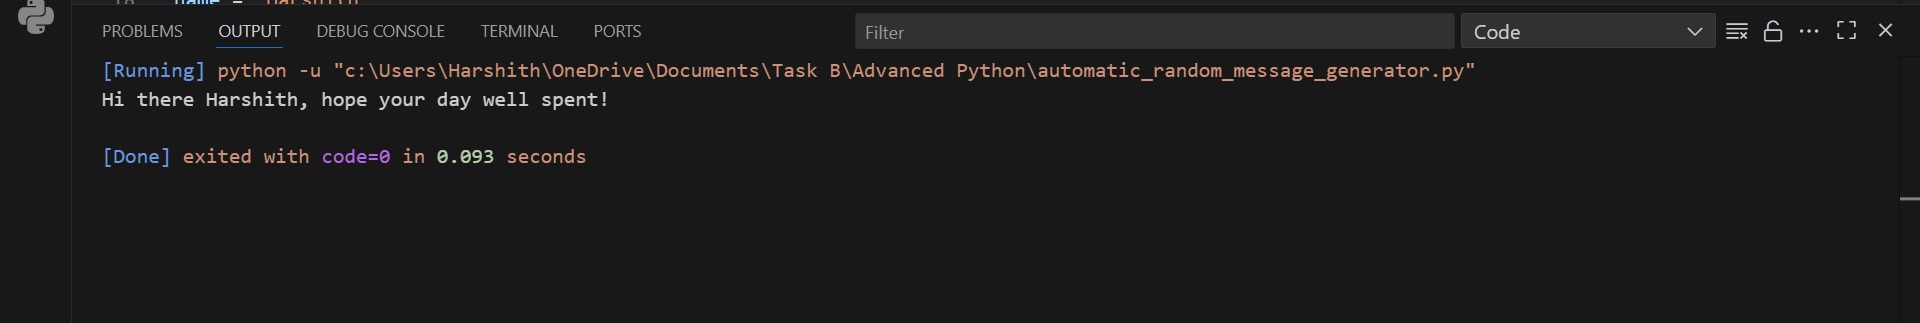 PROBLEMS OUTPUT DEBUG CONSOLE TERMINAL PORTS Filter Code
[Running] python -u "c:\Users\Harshith\OneDrive\Documents\Task B\Advanced Python\automatic_random_message_generator.py"
Hi there Harshith, hope your day well spent!
[Done] exited with code=0 in 0.093 seconds